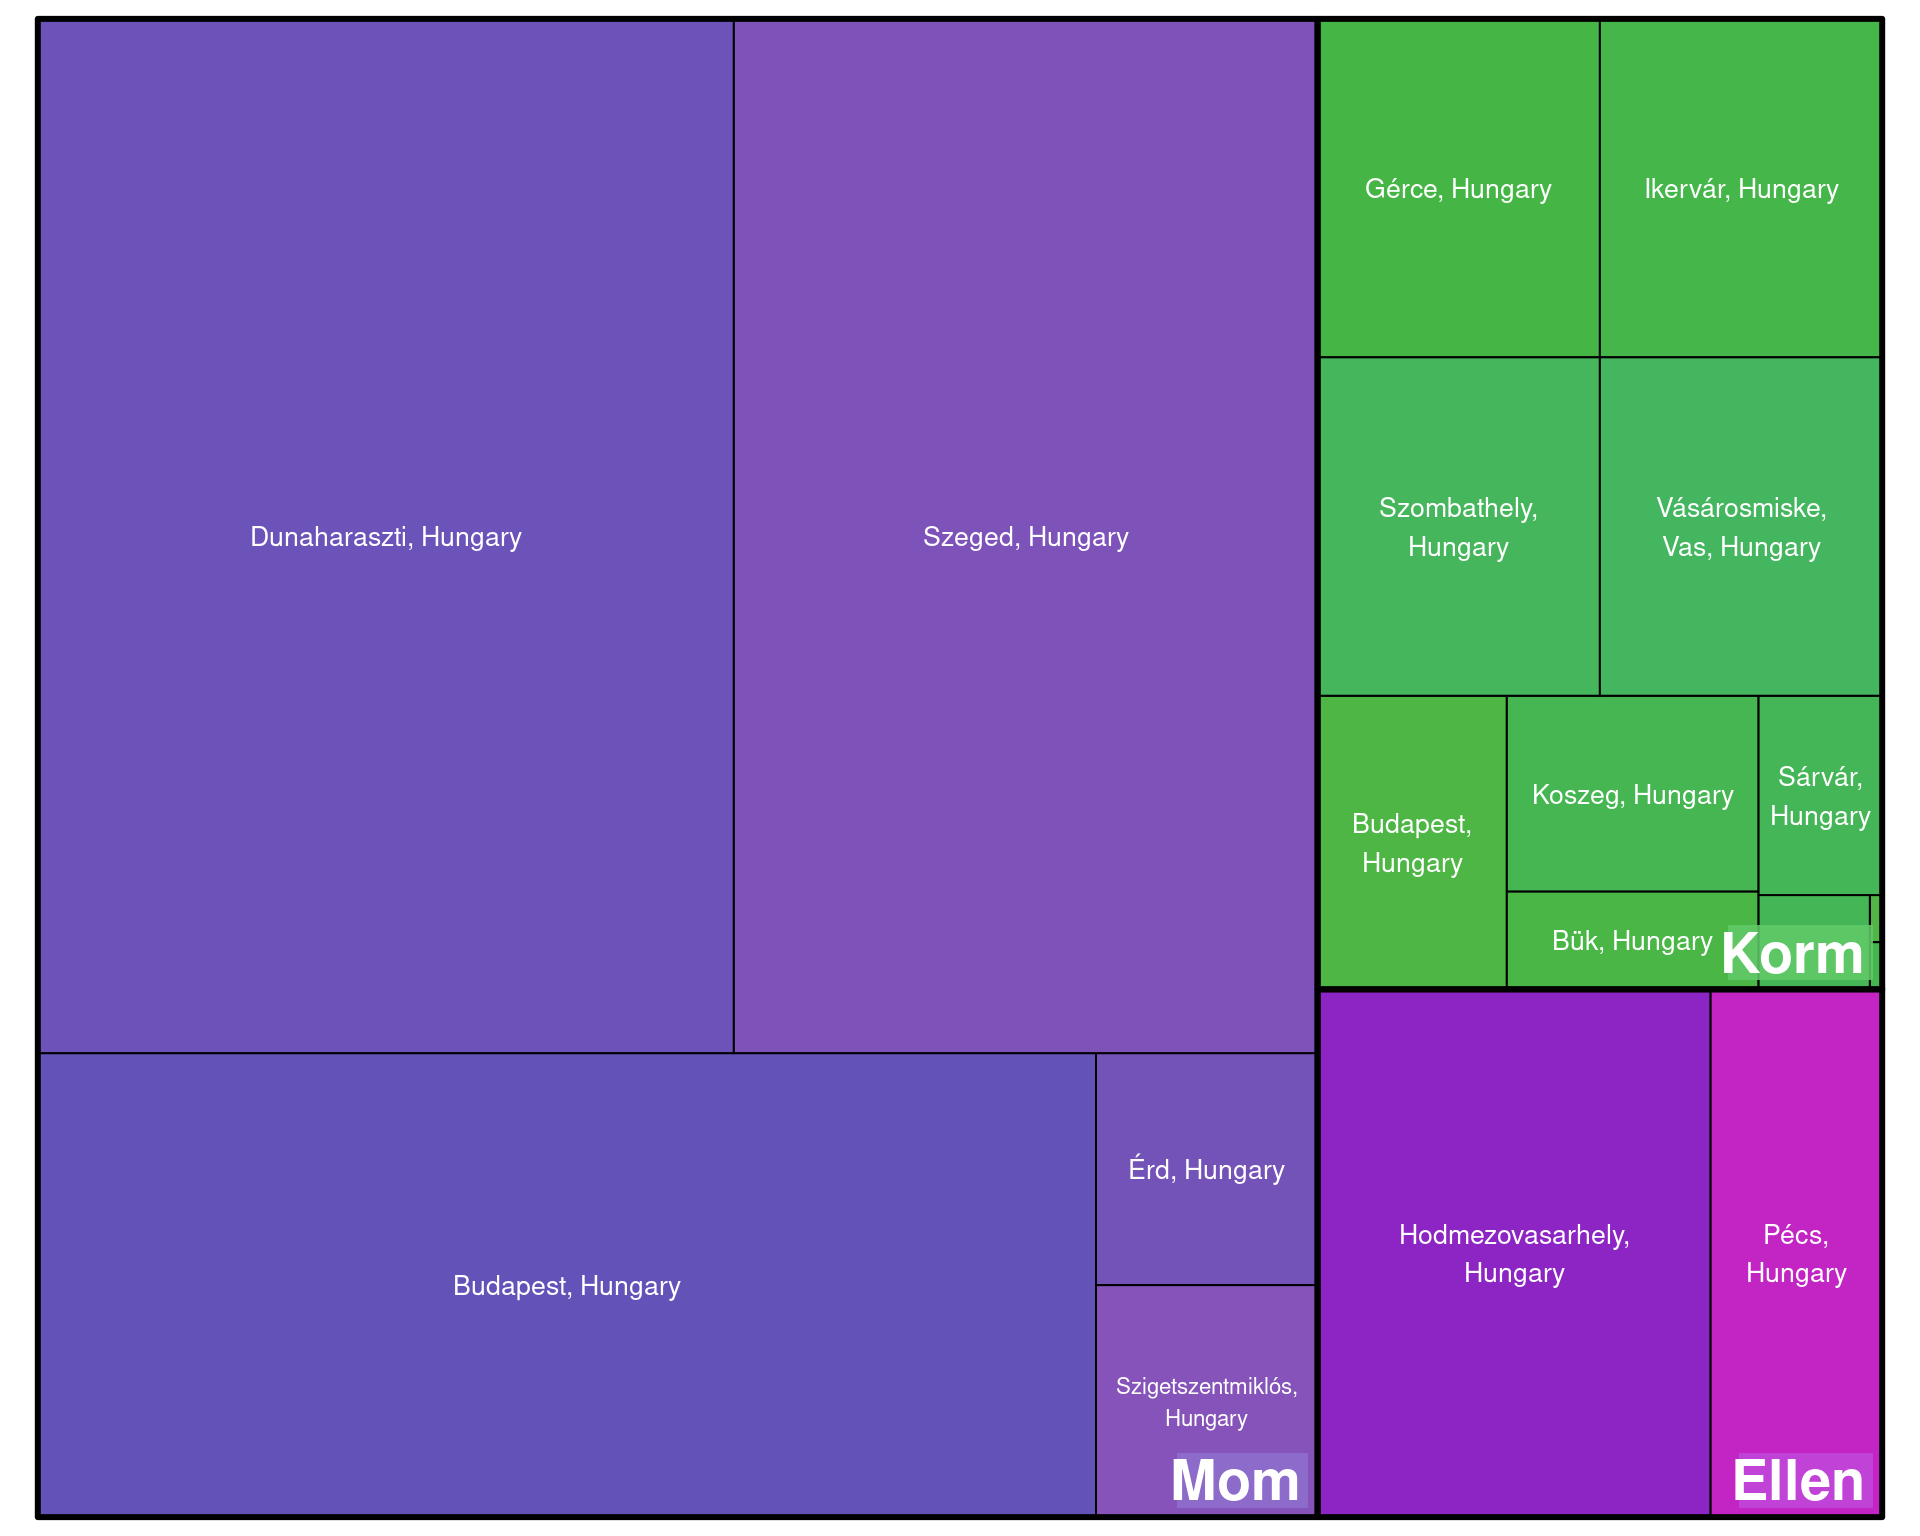 Dunaharaszti, Hungary
Szeged, Hungary
Budapest, Hungary
Érd, Hungary
Szigetszentmiklós,
Hungary
Mom
Gérce, Hungary
Ikervár, Hungary
Szombathely,
Hungary
Vásárosmiske,
Vas, Hungary
Budapest,
Hungary
Koszeg, Hungary
Sárvár,
Hungary
Bük, Hungary
Korm
Hodmezovasarhely,
Hungary
Pécs,
Hungary
Ellen